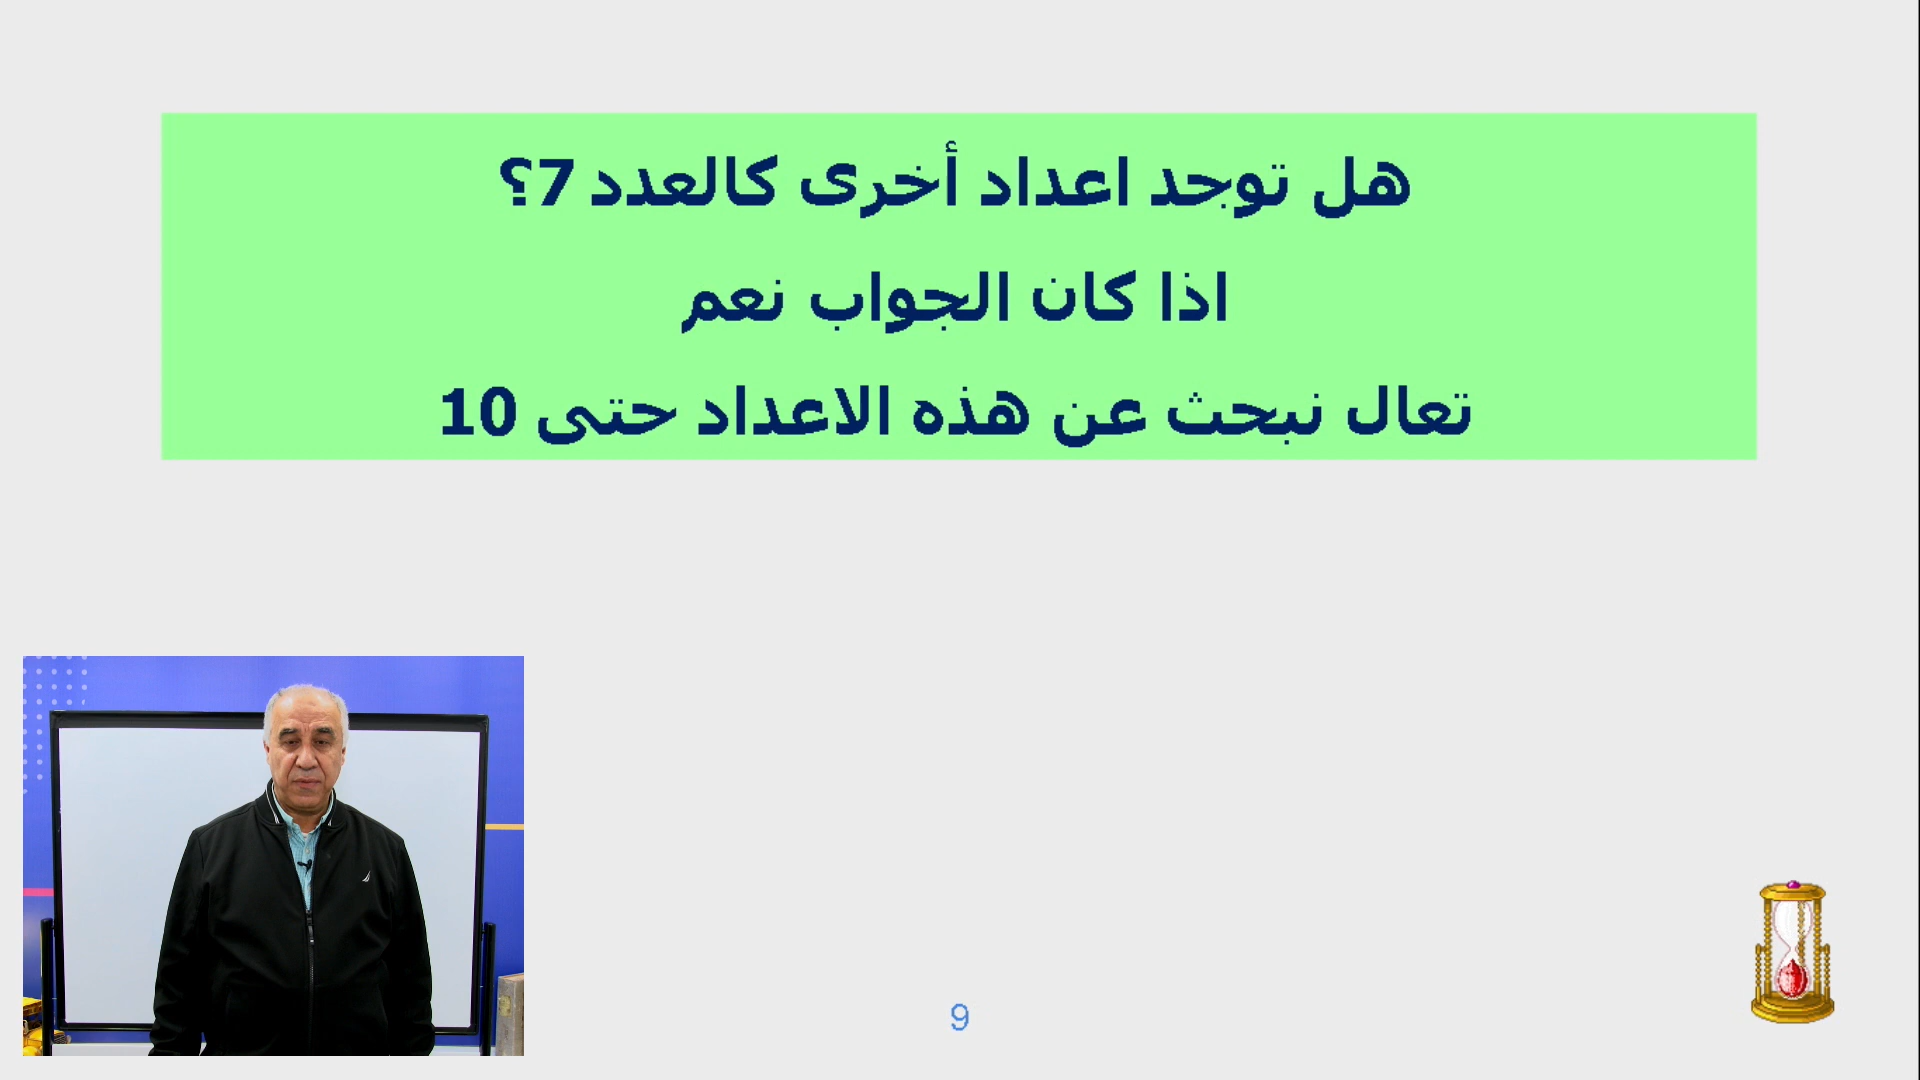 هل توجد اعداد أخرى كالعدد 7؟
اذا كان الجواب نعم
تعال نبحث عن هذه الاعداد حتى 10
9